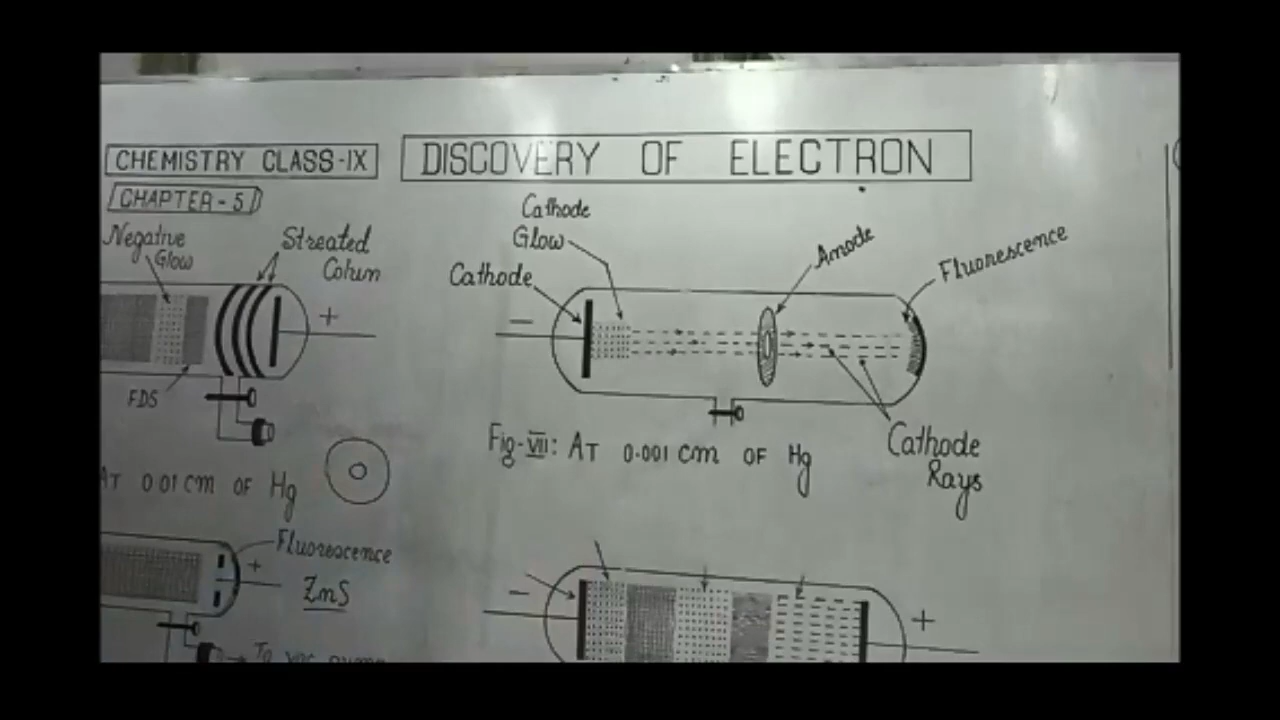 CHEMISTRY CLASS-IX
DISCOVERY OF ELECTRON
CHAPTER-5
Negative
Glow
Streated
Colum
+
FDS
AT 0.01 cm OF Hg
Cathode
Glow
Cathode
Anode
Fluorescence
−
Cathode
Rays
Fig-VII: AT 0.001 cm OF Hg
Fluorescence
+
ZnS
To
−
+